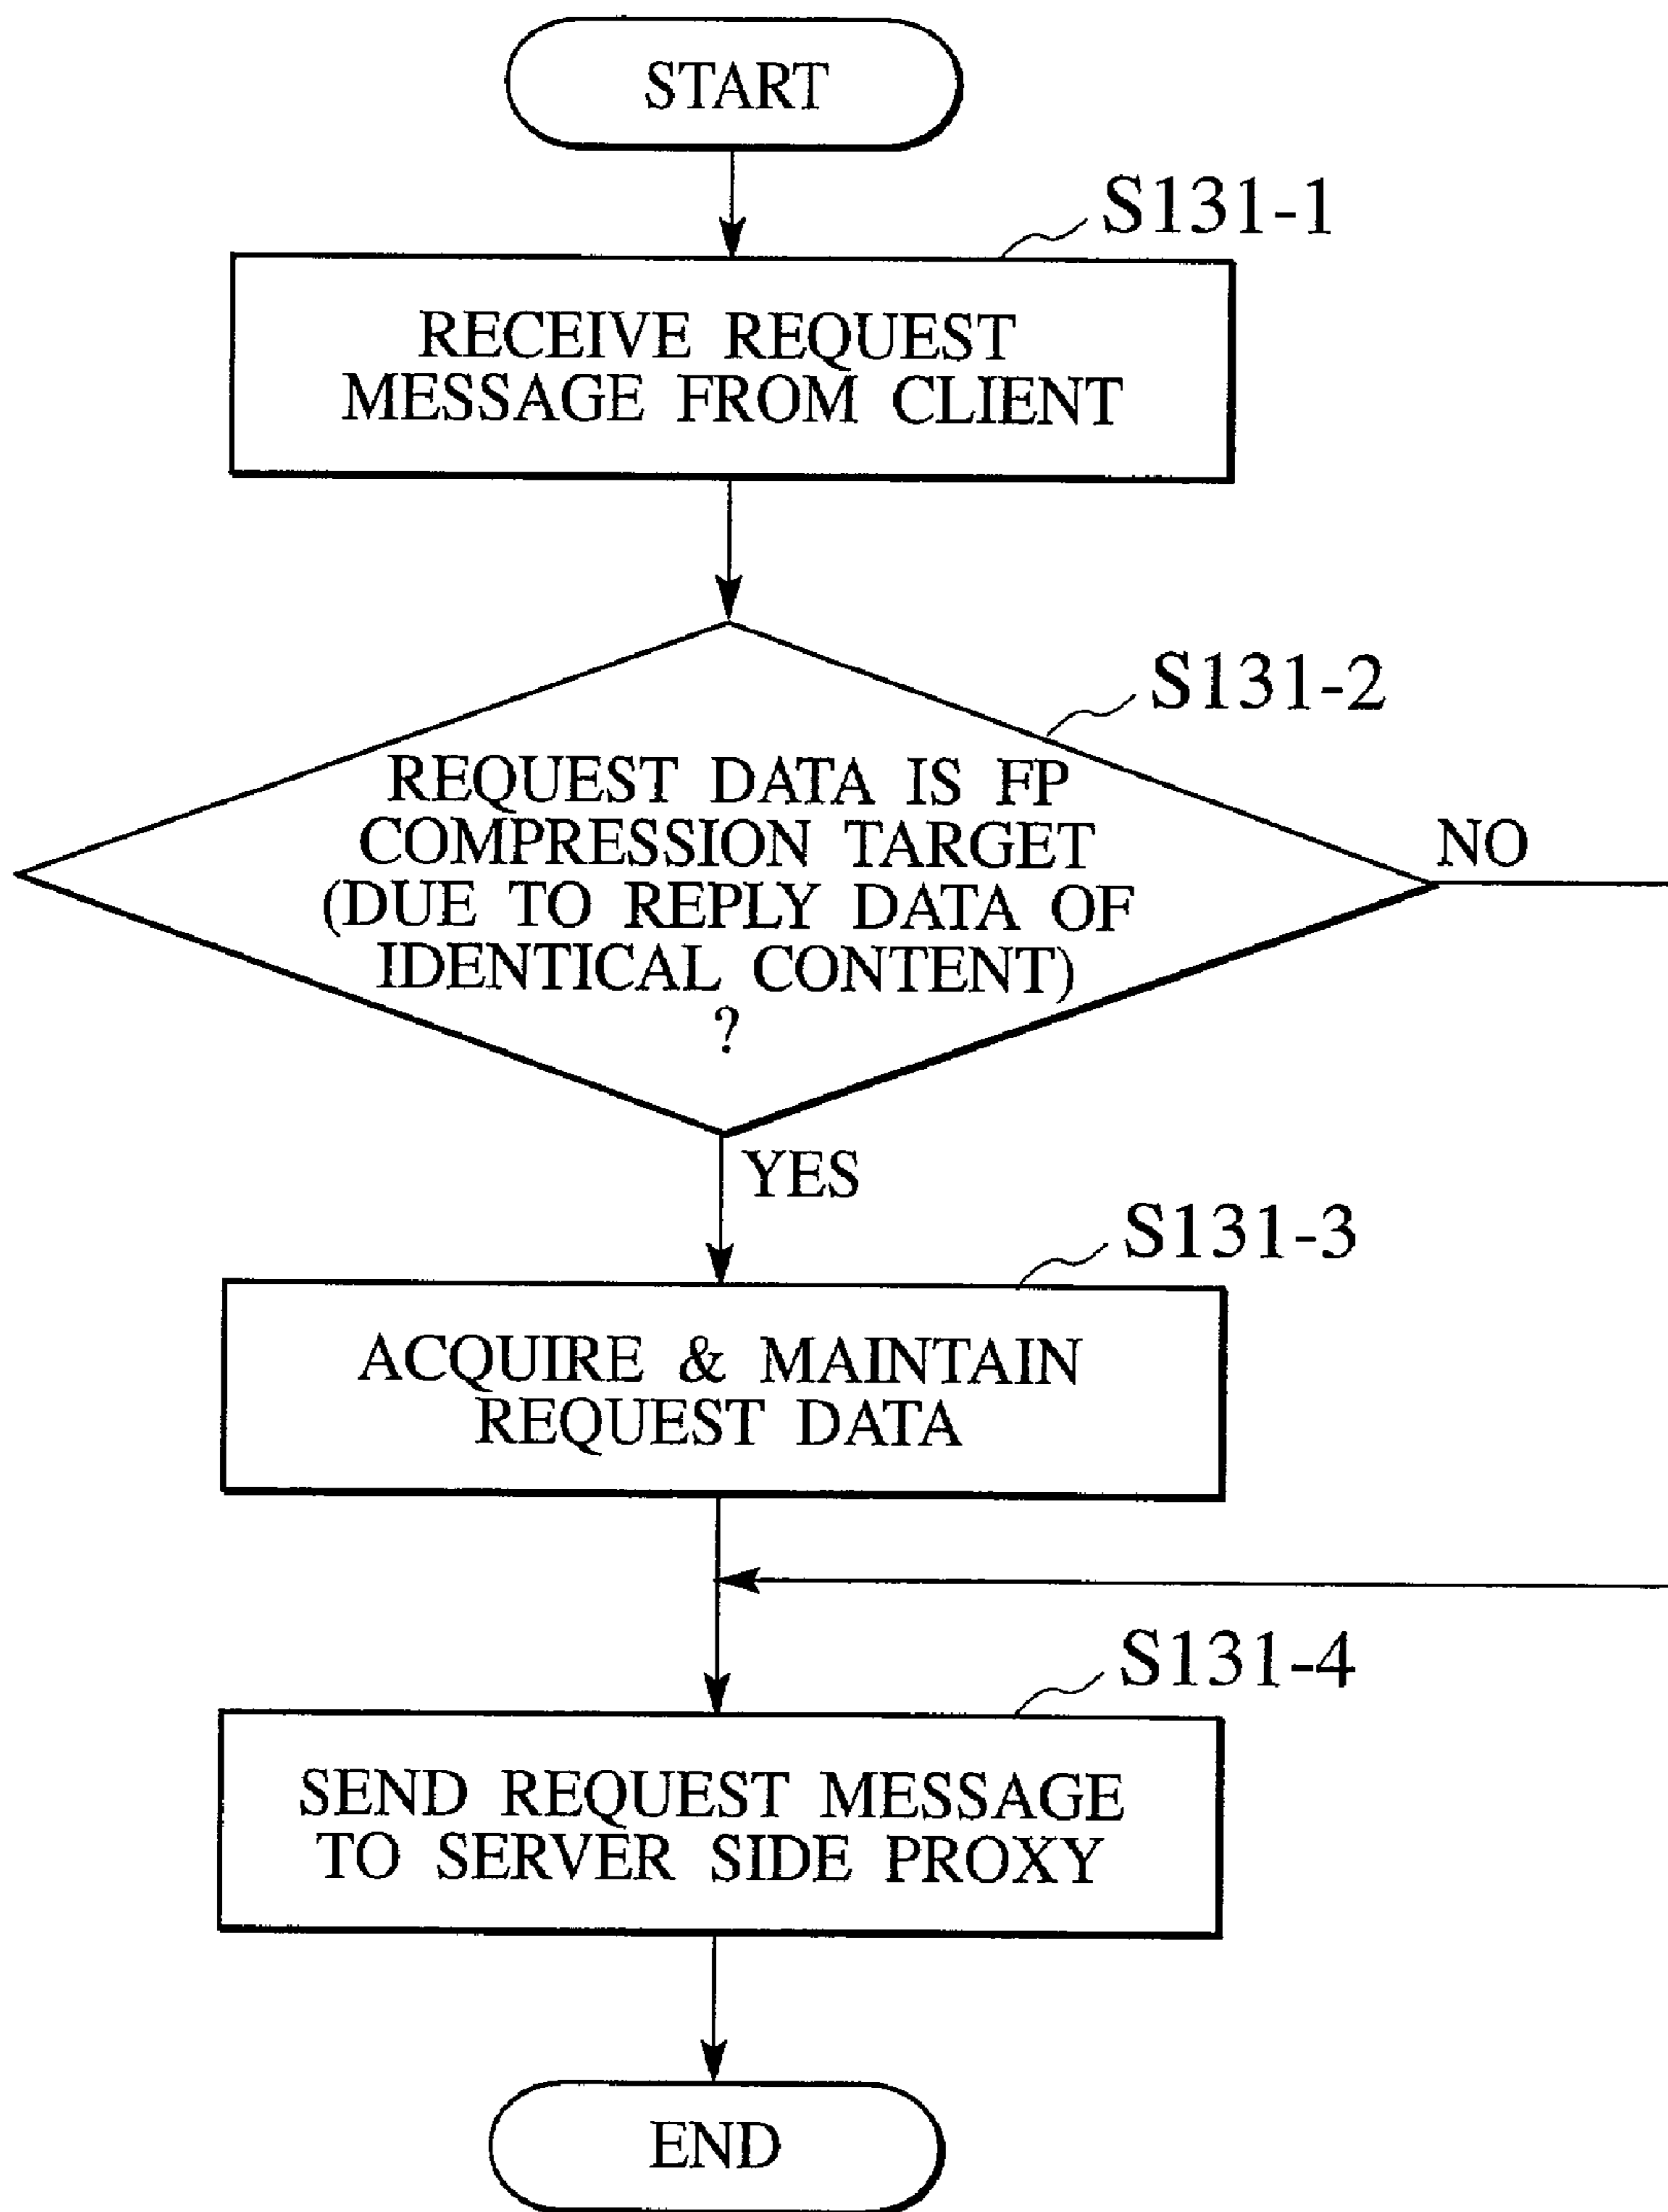 START
S131-1
RECEIVE REQUEST
MESSAGE FROM CLIENT
S131-2
REQUEST DATA IS FP
COMPRESSION TARGET
(DUE TO REPLY DATA OF
IDENTICAL CONTENT)
?
NO
YES
S131-3
ACQUIRE & MAINTAIN
REQUEST DATA
S131-4
SEND REQUEST MESSAGE
TO SERVER SIDE PROXY
END